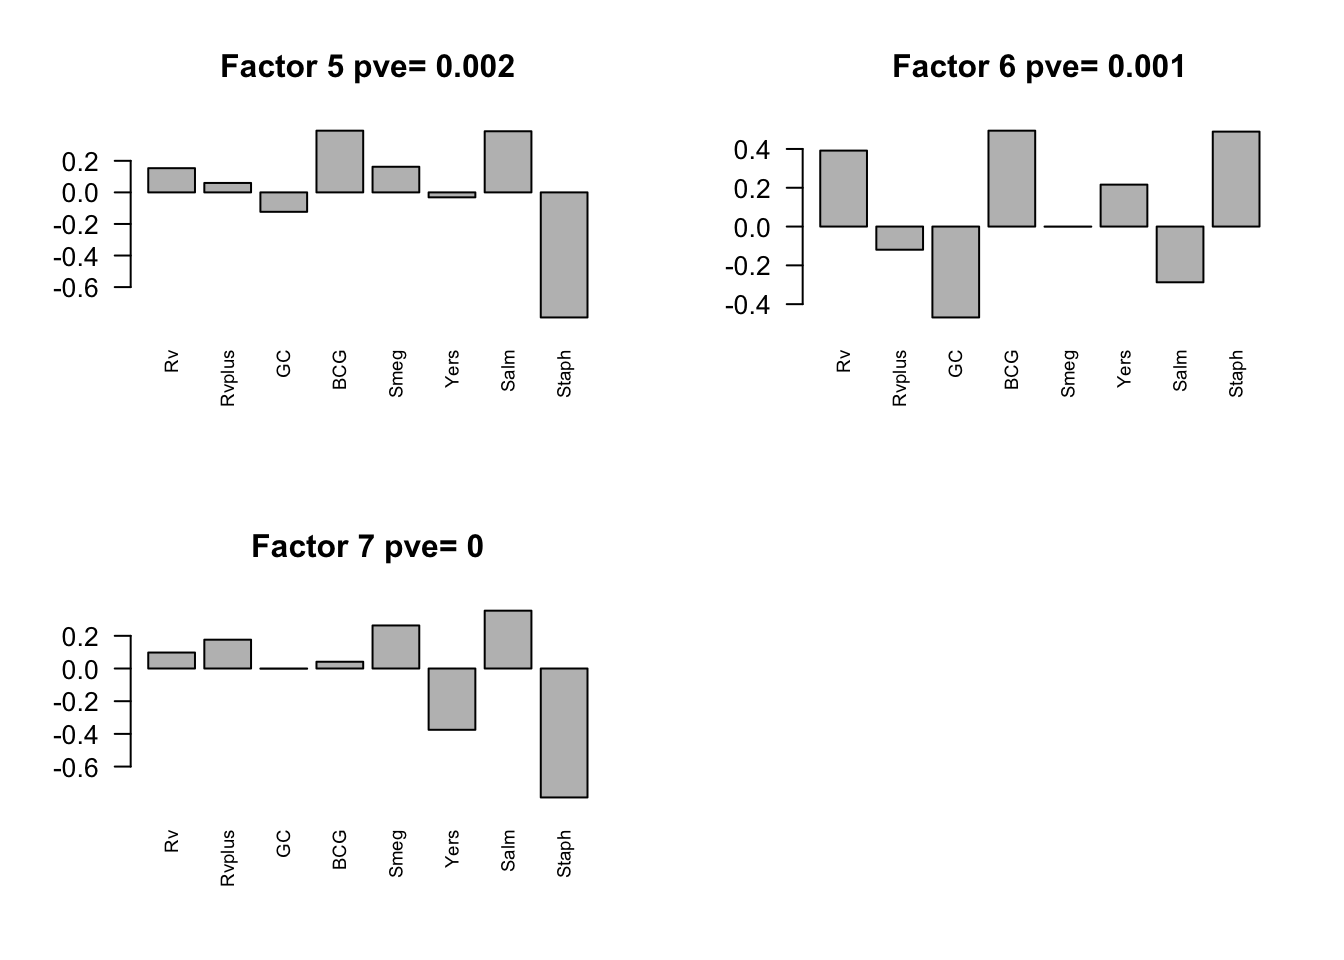 Factor 5 pve= 0.002
0.2
0.0
-0.2
-0.4
-0.6
Rv
Rvplus
GC
BCG
Smeg
Yers
Salm
Staph
Factor 6 pve= 0.001
0.4
0.2
0.0
-0.2
-0.4
Rv
Rvplus
GC
BCG
Smeg
Yers
Salm
Staph
Factor 7 pve= 0
0.2
0.0
-0.2
-0.4
-0.6
Rv
Rvplus
GC
BCG
Smeg
Yers
Salm
Staph